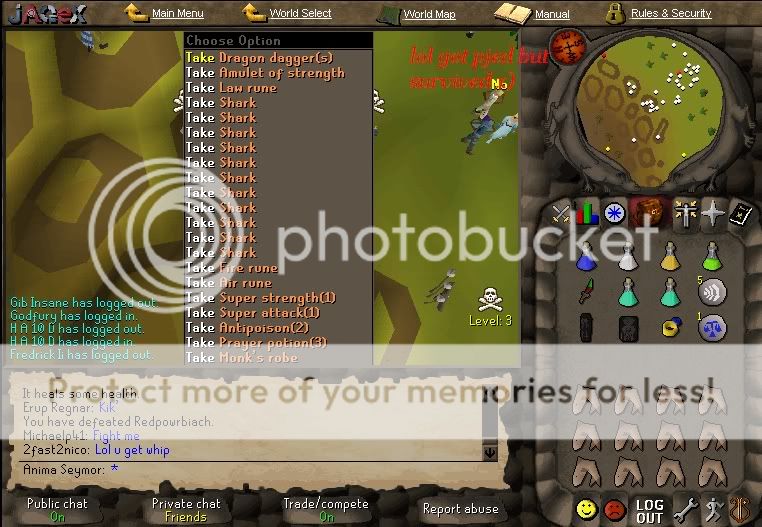 JAGEX
Main Menu
World Select
World Map
Manual
Rules & Security
Choose Option
Take Dragon dagger(s)
Take Amulet of strength
Take Law rune
Take Shark
Take Shark
Take Shark
Take Shark
Take Shark
Take Shark
Take Shark
Take Shark
Take Shark
Take Shark
Take Shark
Take Fire rune
Take Air rune
Take Super strength(1)
Take Super attack(1)
Take Antipoison(2)
Take Prayer potion(3)
Take Monk's robe
lol got pjed but
survived
No
photobucket
Level: 3
5
1
Gib Insane has logged out.
Godfury has logged in.
H A 10 D has logged out.
H A 10 D has logged in.
Fredrick Ii has logged out.
Protect more of your memories for less!
It heals some health.
Erup Regnar: Kik'
You have defeated Redpowrbiach.
Michaelp41: Fight me
2fast2nico: Lol u get whip
Anima Seymor: *
Public chat
On
Private chat
Friends
Trade/compete
On
Report abuse
LOG
OUT